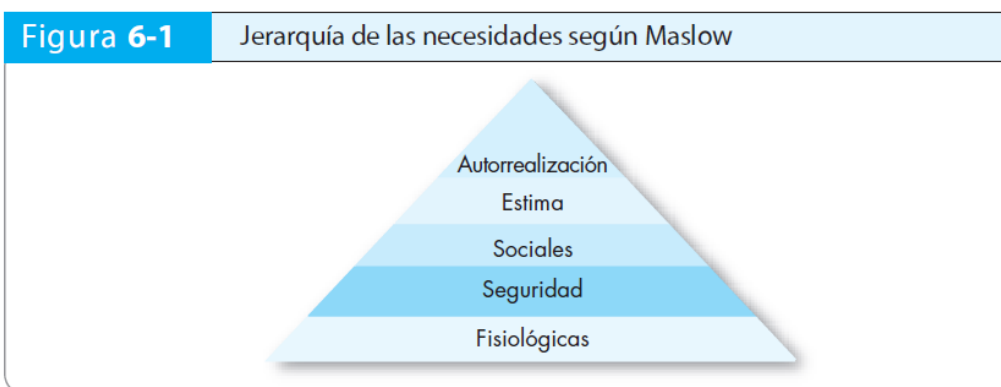 Figura 6-1
Jerarquía de las necesidades según Maslow
Autorrealización
Estima
Sociales
Seguridad
Fisiológicas